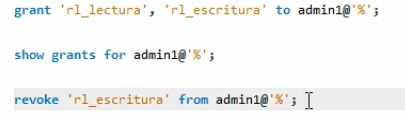 grant 'rl_lectura', 'rl_escritura' to admin1@'%';
show grants for admin1@'%';
revoke 'rl_escritura' from admin1@'%';